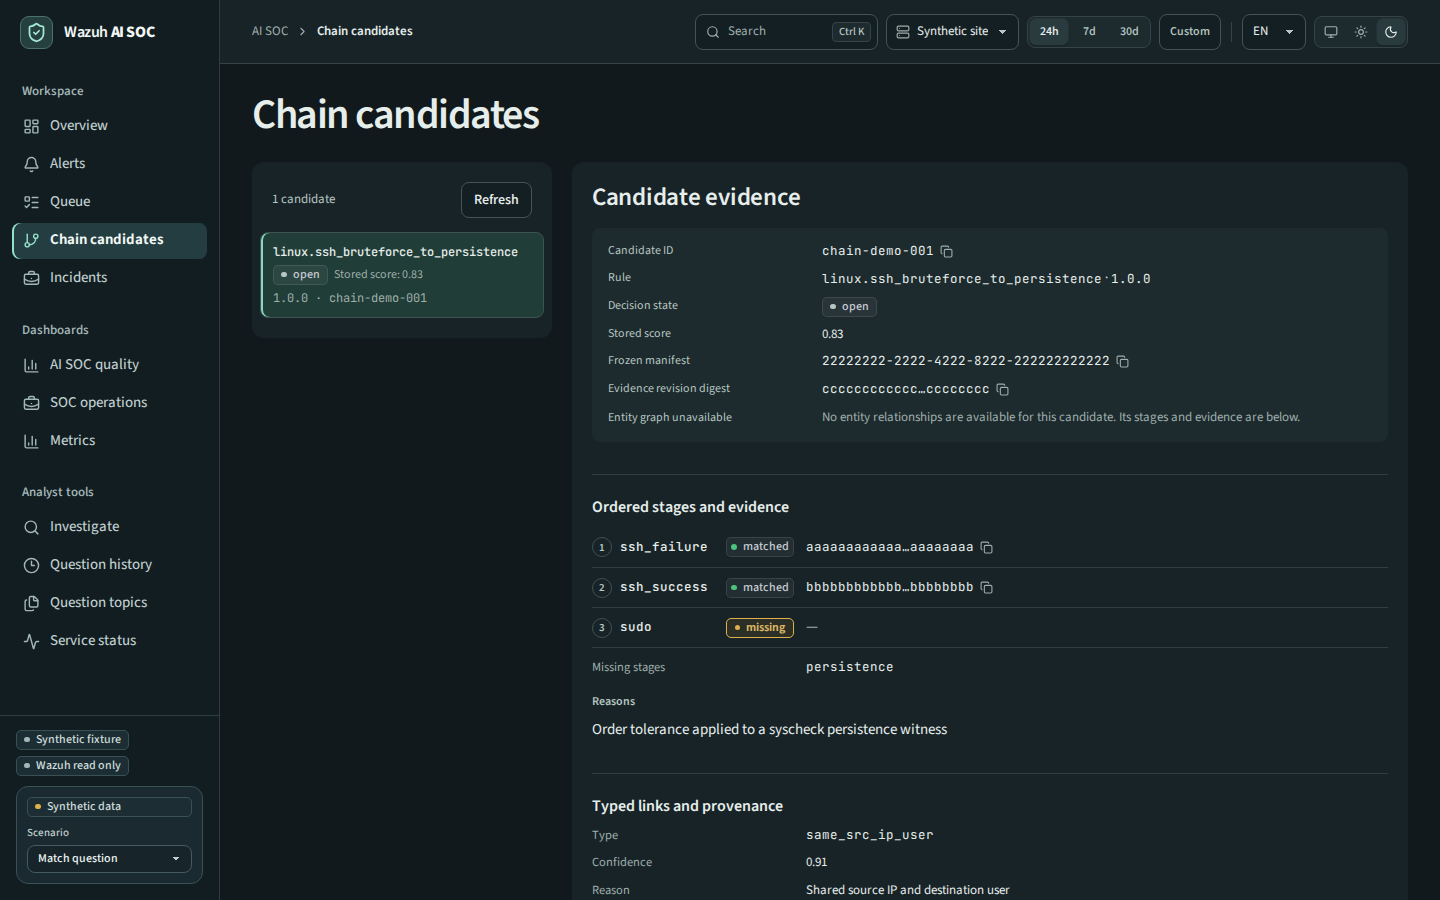 Wazuh AI SOC
AI SOC
Chain candidates
Search
Ctrl K
Synthetic site
24h
7d
30d
Custom
EN
Workspace
Overview
Alerts
Queue
Chain candidates
Incidents
Dashboards
AI SOC quality
SOC operations
Metrics
Analyst tools
Investigate
Question history
Question topics
Service status
Synthetic fixture
Wazuh read only
Synthetic data
Scenario
Match question
Chain candidates
1 candidate
Refresh
linux.ssh_bruteforce_to_persistence
open Stored score: 0.83
1.0.0 · chain-demo-001
Candidate evidence
Candidate ID chain-demo-001
Rule linux.ssh_bruteforce_to_persistence · 1.0.0
Decision state open
Stored score 0.83
Frozen manifest 22222222-2222-4222-8222-222222222222
Evidence revision digest cccccccccccc…cccccccc
Entity graph unavailable No entity relationships are available for this candidate. Its stages and evidence are below.
Ordered stages and evidence
1 ssh_failure matched aaaaaaaaaaaa…aaaaaaaa
2 ssh_success matched bbbbbbbbbbbb…bbbbbbbb
3 sudo missing —
Missing stages persistence
Reasons
Order tolerance applied to a syscheck persistence witness
Typed links and provenance
Type same_src_ip_user
Confidence 0.91
Reason Shared source IP and destination user